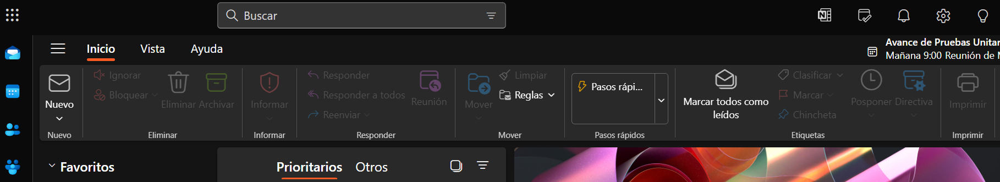 Buscar
Inicio
Vista
Ayuda
Avance de Pruebas Unitar
Mañana 9:00 Reunión de
Nuevo
Ignorar
Bloquear
Eliminar
Archivar
Informar
Responder
Responder a todos
Reenviar
Reunión
Mover
Limpiar
Reglas
Pasos rápi...
Marcar todos como
leídos
Clasificar
Marcar
Chincheta
Posponer
Directiva
Imprimir
Nuevo
Eliminar
Informar
Responder
Mover
Pasos rápidos
Etiquetas
Imprimir
Favoritos
Prioritarios
Otros